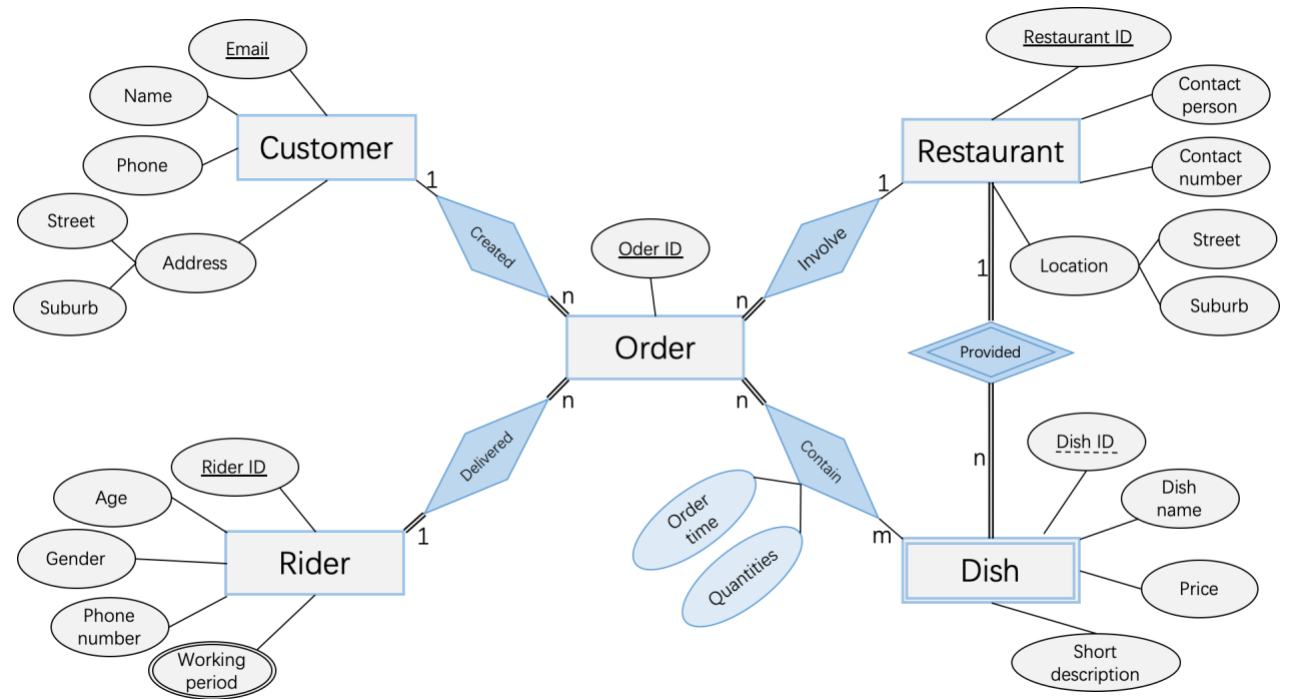 Email
Name
Phone
Customer
Street
Address
Suburb
1
Created
n
Restaurant ID
Contact
person
Restaurant
Contact
number
1
Involve
n
Street
Location
Suburb
1
Provided
n
Oder ID
Order
n
Delivered
1
n
Contain
m
Order
time
Quantities
Rider ID
Age
Gender
Rider
Phone
number
Working
period
Dish ID
Dish
name
Dish
Price
Short
description